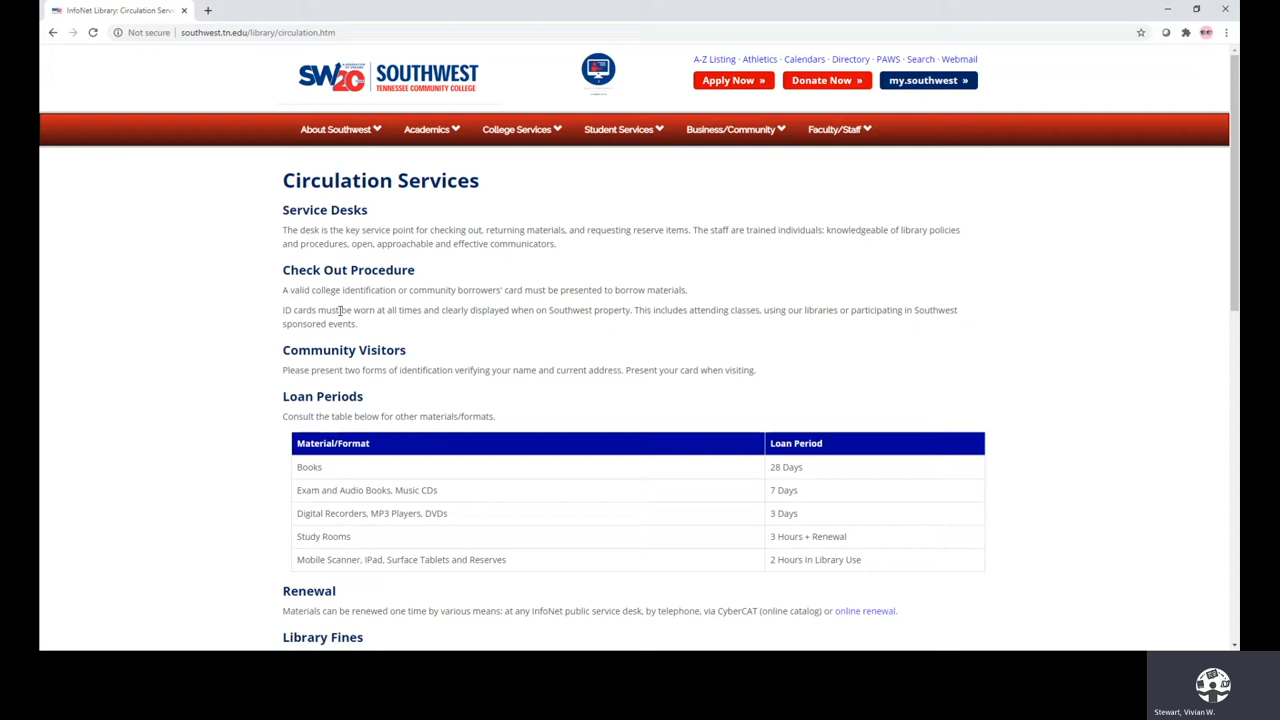 InfoNet Library: Circulation Serv
Not secure southwest.tn.edu/library/circulation.htm
SW20 SOUTHWEST
TENNESSEE COMMUNITY COLLEGE
A-Z Listing · Athletics · Calendars · Directory · PAWS · Search · Webmail
Apply Now » Donate Now » my.southwest »
About Southwest Academics College Services Student Services Business/Community Faculty/Staff
Circulation Services
Service Desks
The desk is the key service point for checking out, returning materials, and requesting reserve items. The staff are trained individuals: knowledgeable of library policies
and procedures, open, approachable and effective communicators.
Check Out Procedure
A valid college identification or community borrowers' card must be presented to borrow materials.
ID cards must be worn at all times and clearly displayed when on Southwest property. This includes attending classes, using our libraries or participating in Southwest
sponsored events.
Community Visitors
Please present two forms of identification verifying your name and current address. Present your card when visiting.
Loan Periods
Consult the table below for other materials/formats.
Material/Format Loan Period
Books 28 Days
Exam and Audio Books, Music CDs 7 Days
Digital Recorders, MP3 Players, DVDs 3 Days
Study Rooms 3 Hours + Renewal
Mobile Scanner, IPad, Surface Tablets and Reserves 2 Hours In Library Use
Renewal
Materials can be renewed one time by various means: at any InfoNet public service desk, by telephone, via CyberCAT (online catalog) or online renewal.
Library Fines
Stewart, Vivian W.